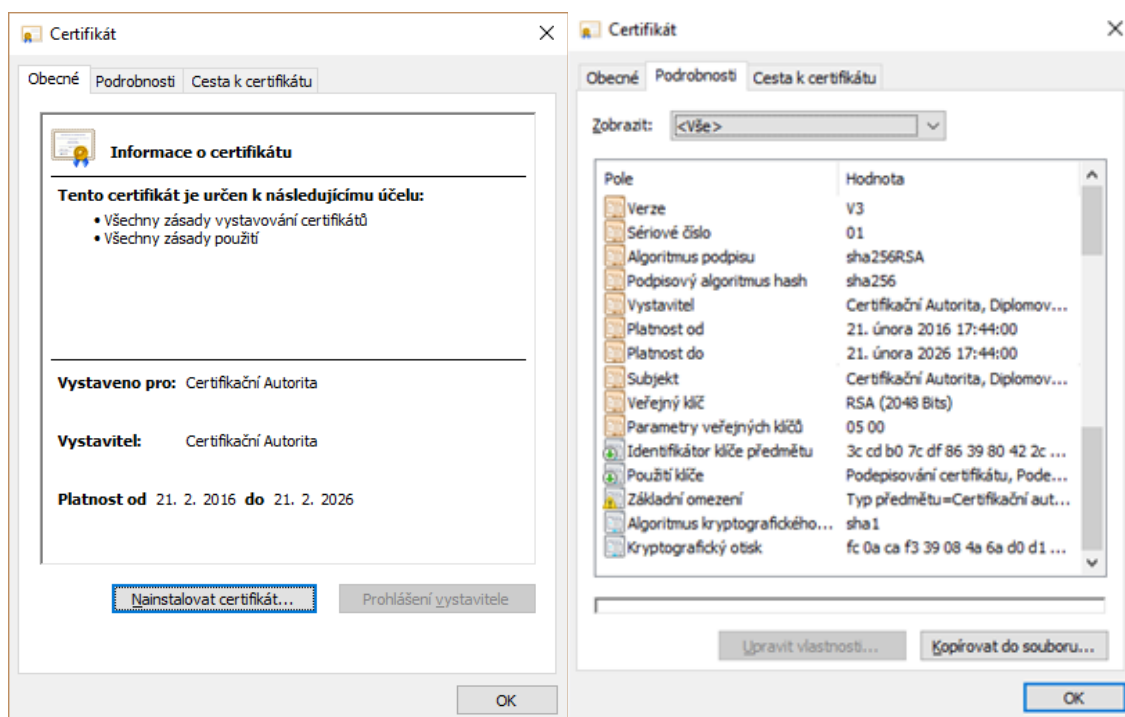 Certifikát
Obecné Podrobnosti Cesta k certifikátu
Informace o certifikátu
Tento certifikát je určen k následujícímu účelu:
• Všechny zásady vystavování certifikátů
• Všechny zásady použití
Vystaveno pro: Certifikační Autorita
Vystavitel: Certifikační Autorita
Platnost od 21. 2. 2016 do 21. 2. 2026
Nainstalovat certifikát... Prohlášení vystavitele
OK
Certifikát
Obecné Podrobnosti Cesta k certifikátu
Zobrazit: <Vše>
Pole Hodnota
Verze V3
Sériové číslo 01
Algoritmus podpisu sha256RSA
Podpisový algoritmus hash sha256
Vystavitel Certifikační Autorita, Diplomov...
Platnost od 21. února 2016 17:44:00
Platnost do 21. února 2026 17:44:00
Subjekt Certifikační Autorita, Diplomov...
Veřejný klíč RSA (2048 Bits)
Parametry veřejných klíčů 05 00
Identifikátor klíče předmětu 3c cd b0 7c df 86 39 80 42 2c ...
Použití klíče Podepisování certifikátu, Pode...
Základní omezení Typ předmětu=Certifikační aut...
Algoritmus kryptografického... sha1
Kryptografický otisk fc 0a ca f3 39 08 4a 6a d0 d1 ...
Upravit vlastnosti... Kopírovat do souboru...
OK